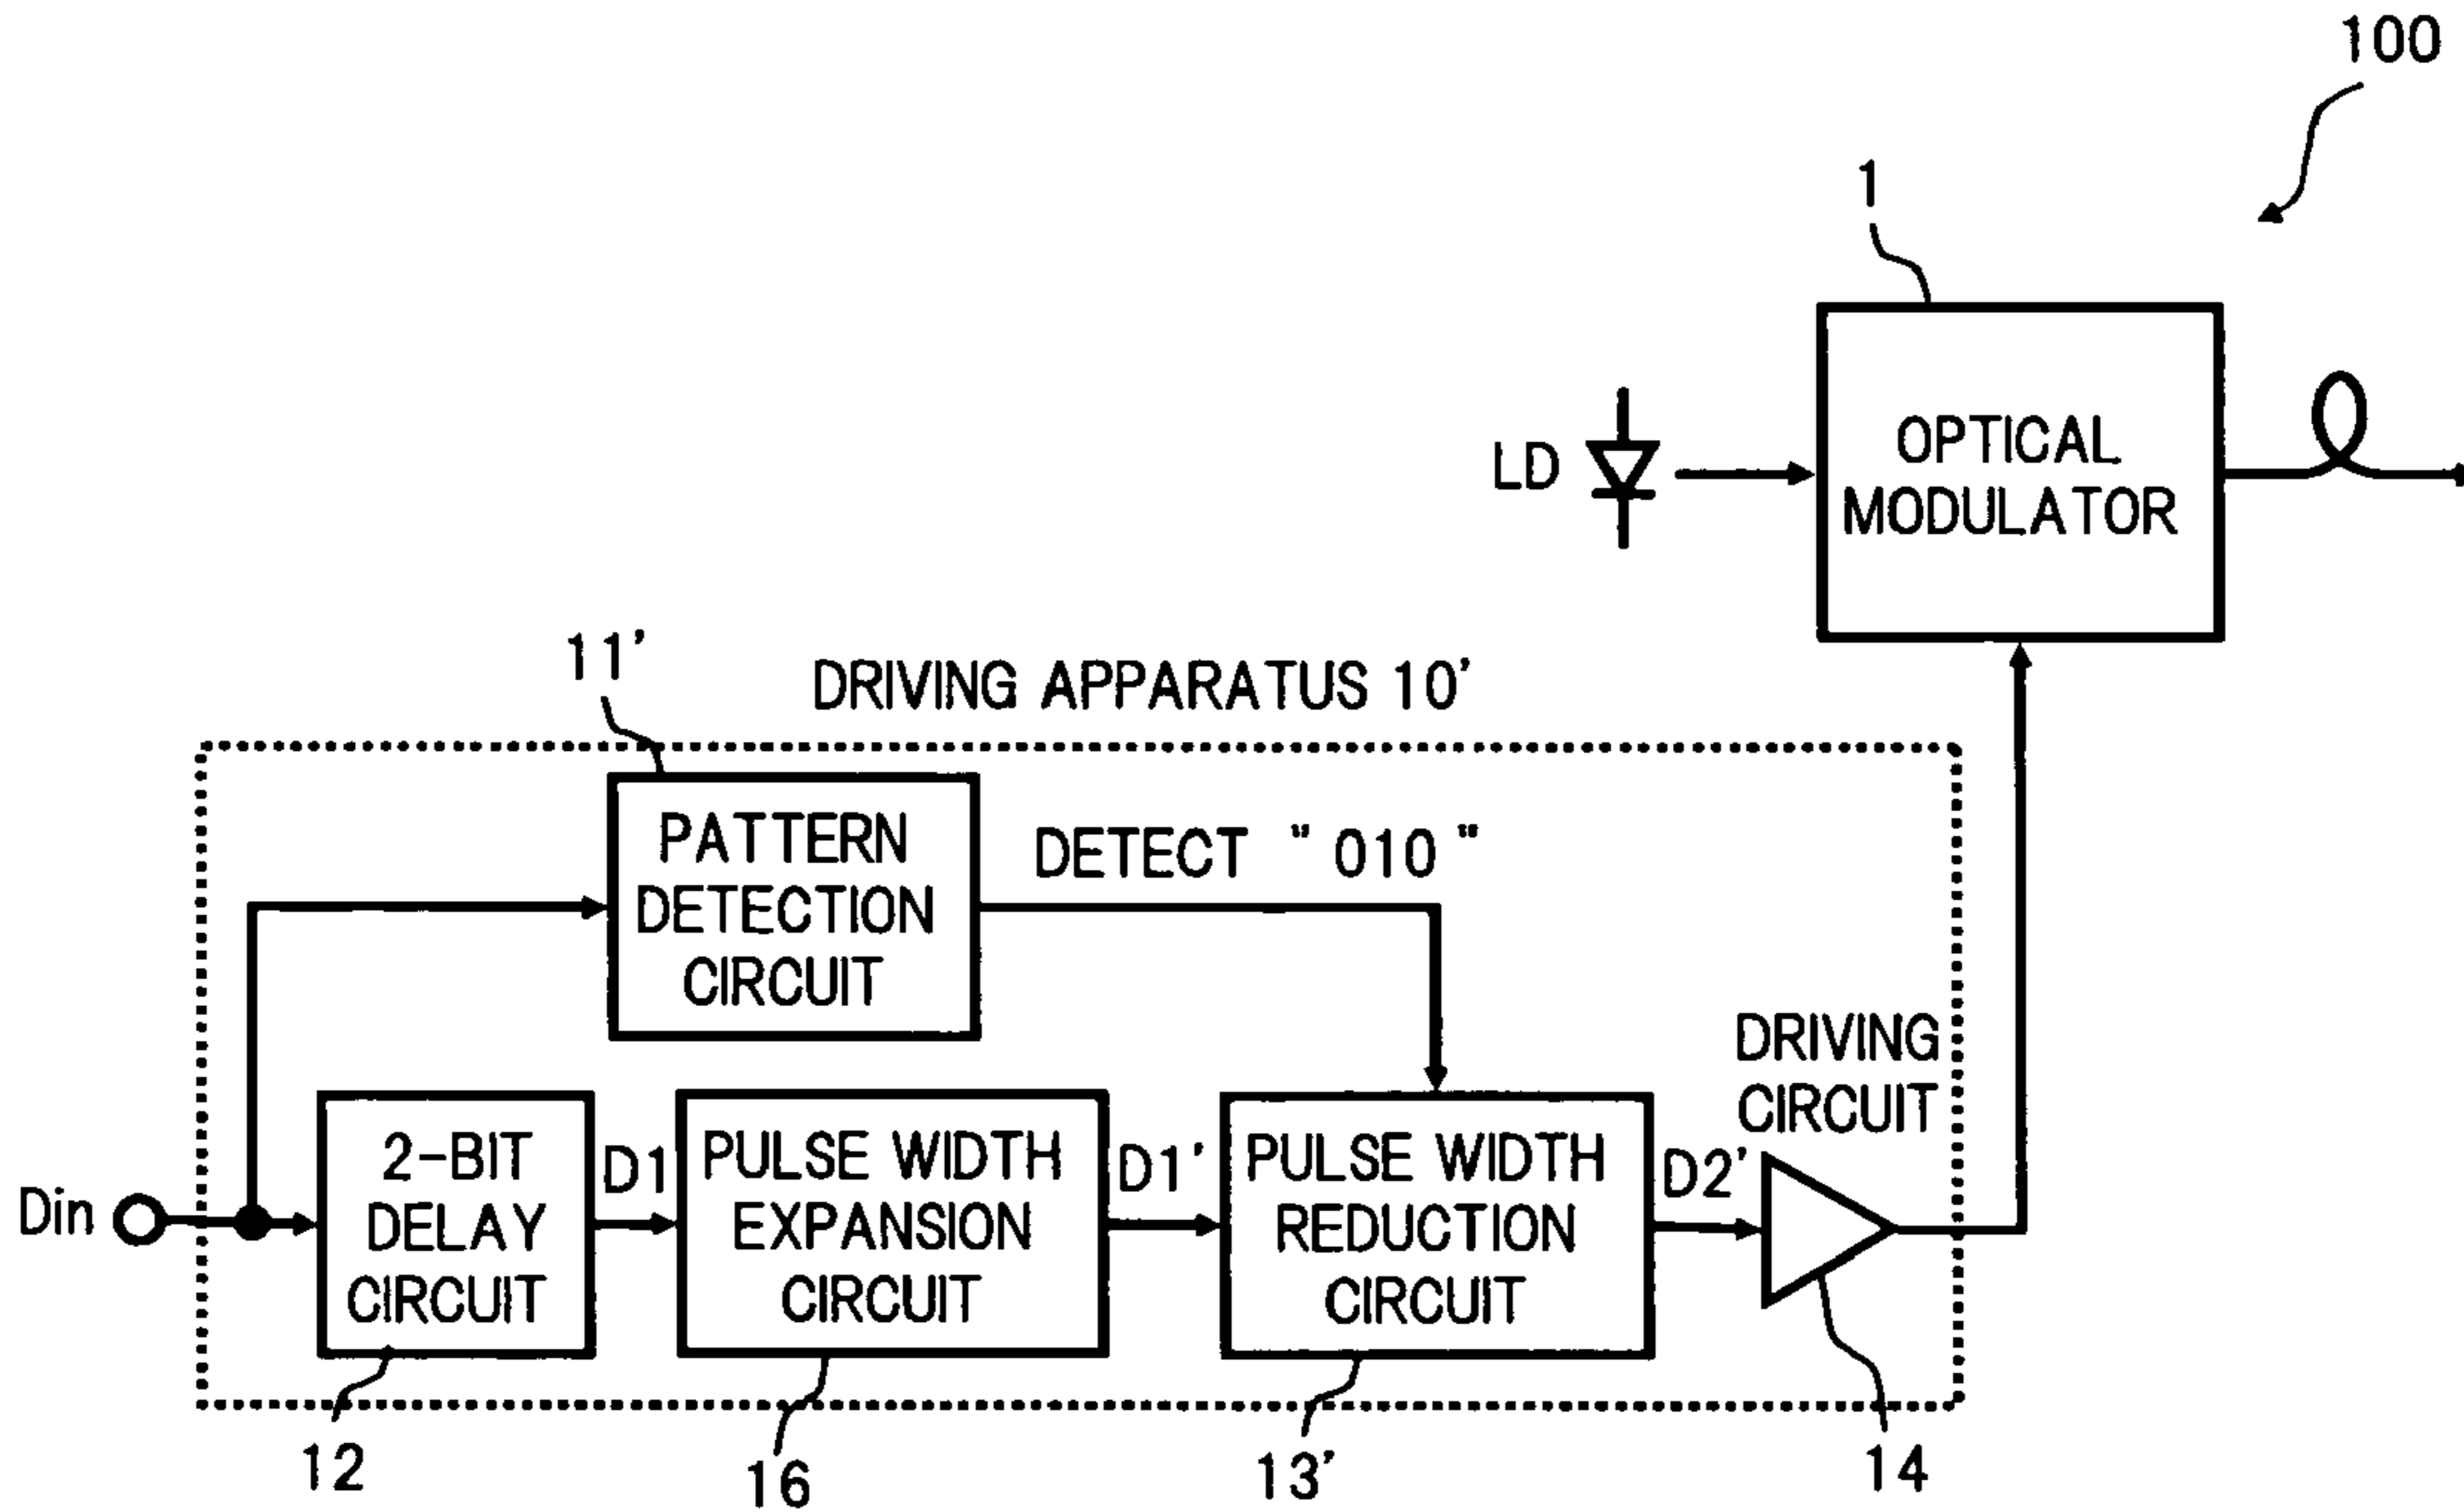 100
1
OPTICAL
MODULATOR
LD
11'
DRIVING APPARATUS 10'
PATTERN
DETECTION
CIRCUIT
DETECT "010"
DRIVING
CIRCUIT
Din
2-BIT
DELAY
CIRCUIT
D1
PULSE WIDTH
EXPANSION
CIRCUIT
D1'
PULSE WIDTH
REDUCTION
CIRCUIT
D2'
12
16
13'
14